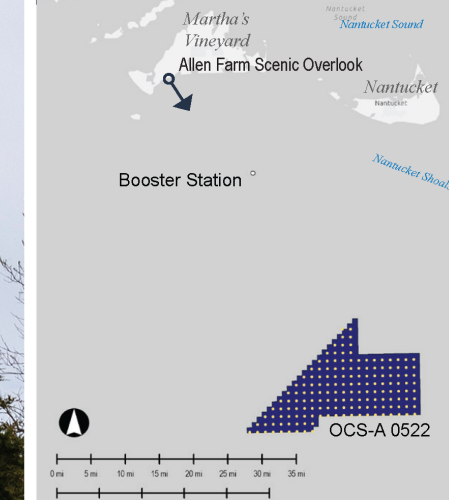 Martha's
Vineyard
Nantucket
Sound
Nantucket Sound
Allen Farm Scenic Overlook
Nantucket
Nantucket
Nantucket Shoal
Booster Station
OCS-A 0522
0 mi 5 mi 10 mi 15 mi 20 mi 25 mi 30 mi 35 mi